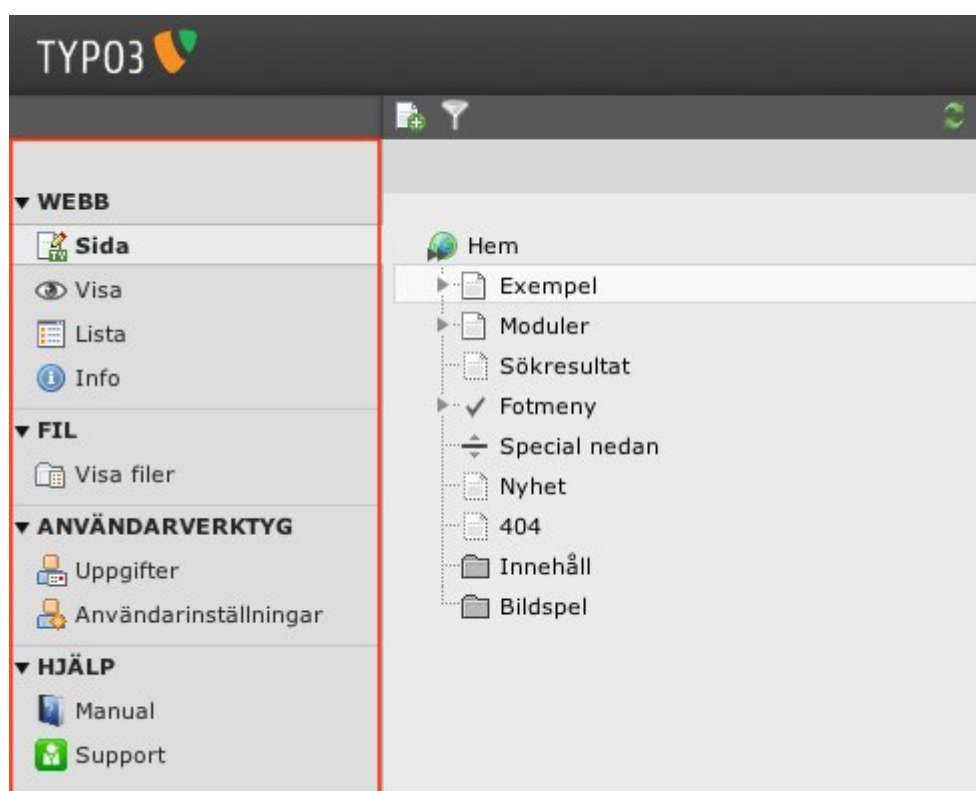 TYPO3
WEBB
Sida
Visa
Lista
Info
FIL
Visa filer
ANVÄNDARVERKTYG
Uppgifter
Användarinställningar
HJÄLP
Manual
Support
Hem
Exempel
Moduler
Sökresultat
Fotmeny
Special nedan
Nyhet
404
Innehåll
Bildspel